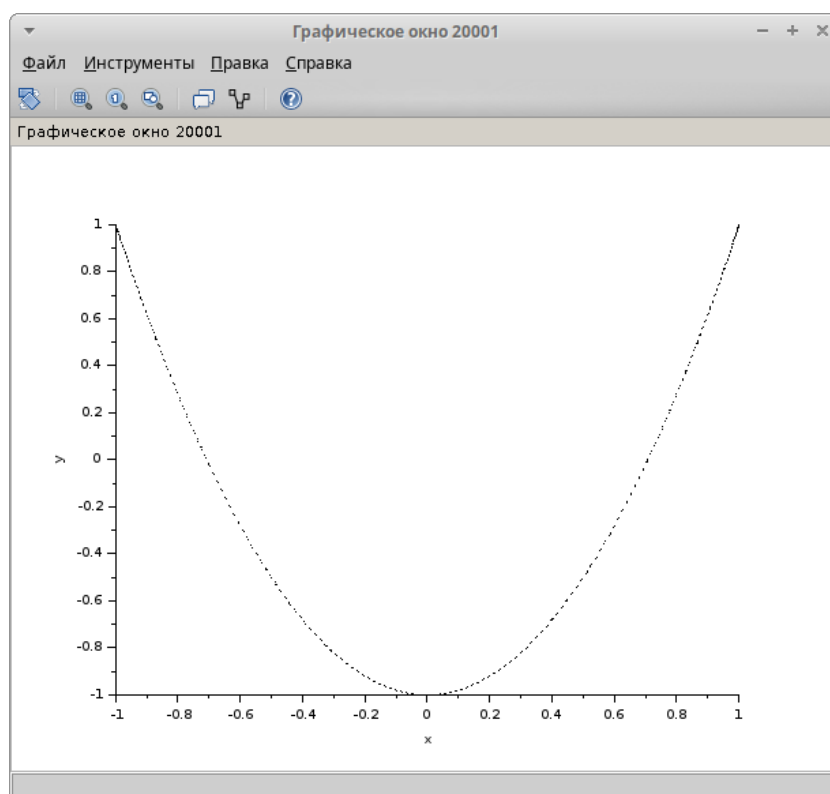 Графическое окно 20001
Файл Инструменты Правка Справка
Графическое окно 20001
1
0.8
0.6
0.4
0.2
y 0
-0.2
-0.4
-0.6
-0.8
-1
-1 -0.8 -0.6 -0.4 -0.2 0 0.2 0.4 0.6 0.8 1
x